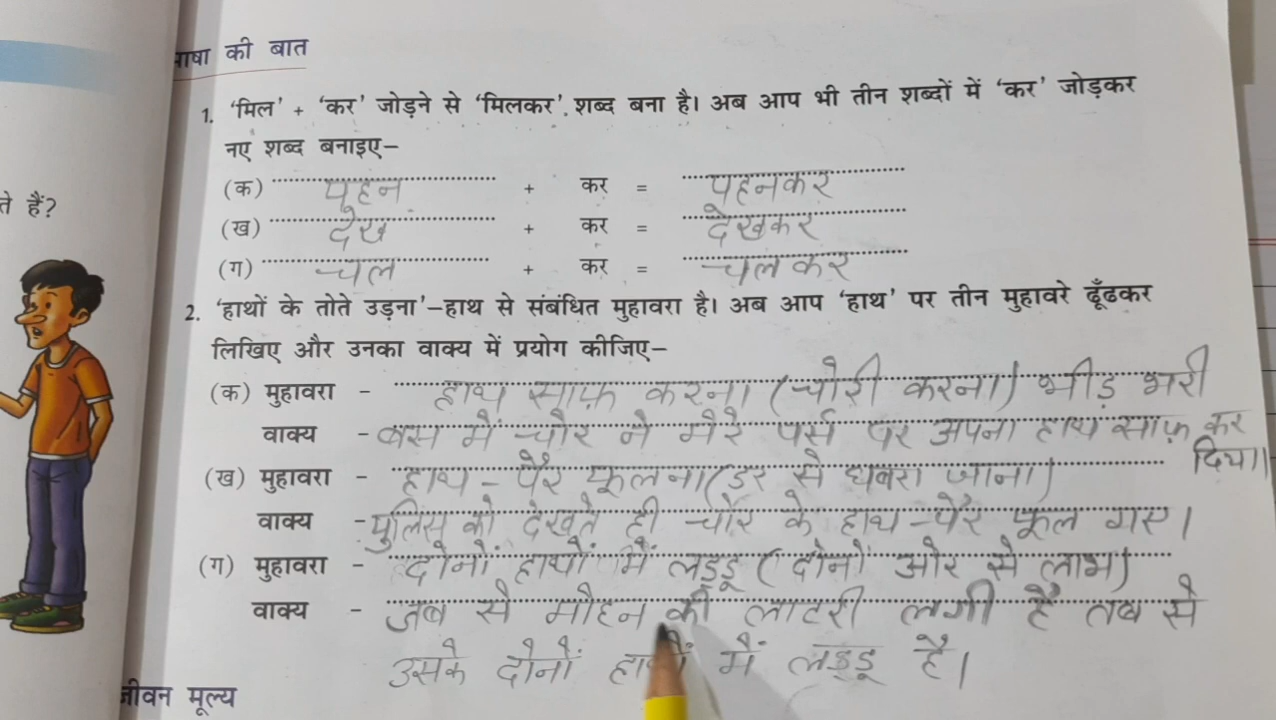 भाषा की बात
1. 'मिल' + 'कर' जोड़ने से 'मिलकर' शब्द बना है। अब आप भी तीन शब्दों में 'कर' जोड़कर
नए शब्द बनाइए–
ते हैं?
(क) पहन + कर = पहनकर
(ख) देख + कर = देखकर
(ग) चल + कर = चलकर
2. 'हाथों के तोते उड़ना'–हाथ से संबंधित मुहावरा है। अब आप 'हाथ' पर तीन मुहावरे ढूँढकर
लिखिए और उनका वाक्य में प्रयोग कीजिए–
(क) मुहावरा - हाथ साफ़ करना (चोरी करना) भीड़ भरी
वाक्य - बस में चोर ने मेरे पर्स पर अपना हाथ साफ़ कर
दिया।
(ख) मुहावरा - हाथ-पैर फूलना (डर से घबरा जाना)
वाक्य - पुलिस को देखते ही चोर के हाथ-पैर फूल गए।
(ग) मुहावरा - दोनों हाथों में लड्डू (दोनों ओर से लाभ)
वाक्य - जब से मोहन की लाटरी लगी है तब से
उसके दोनों हाथों में लड्डू है।
जीवन मूल्य